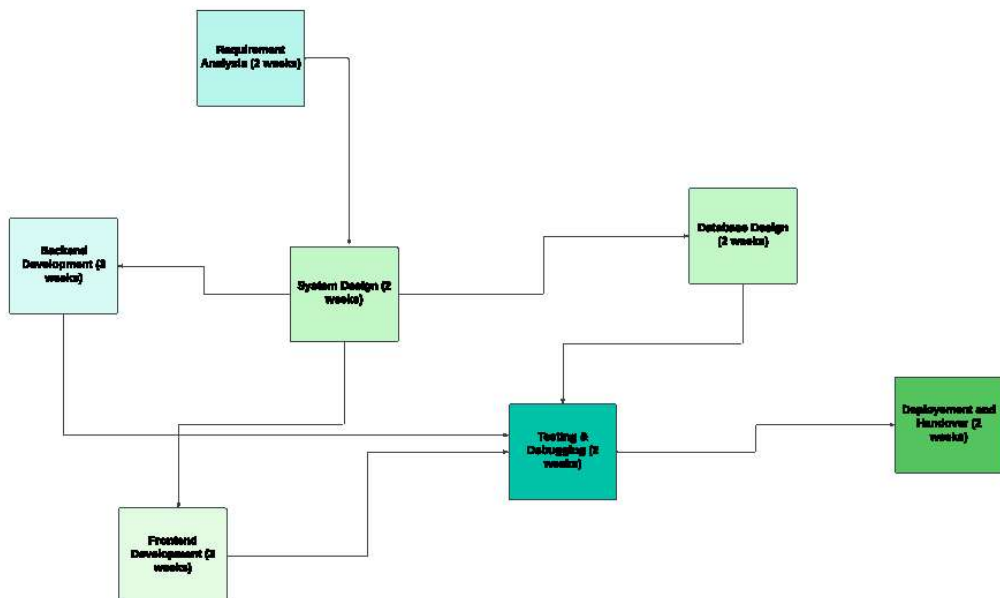 Requirement
Analysis (2 weeks)
Database Design
(2 weeks)
Backend
Development (3
weeks)
System Design (2
weeks)
Deployement and
Handover (2
weeks)
Testing &
Debugging (2
weeks)
Frontend
Development (3
weeks)